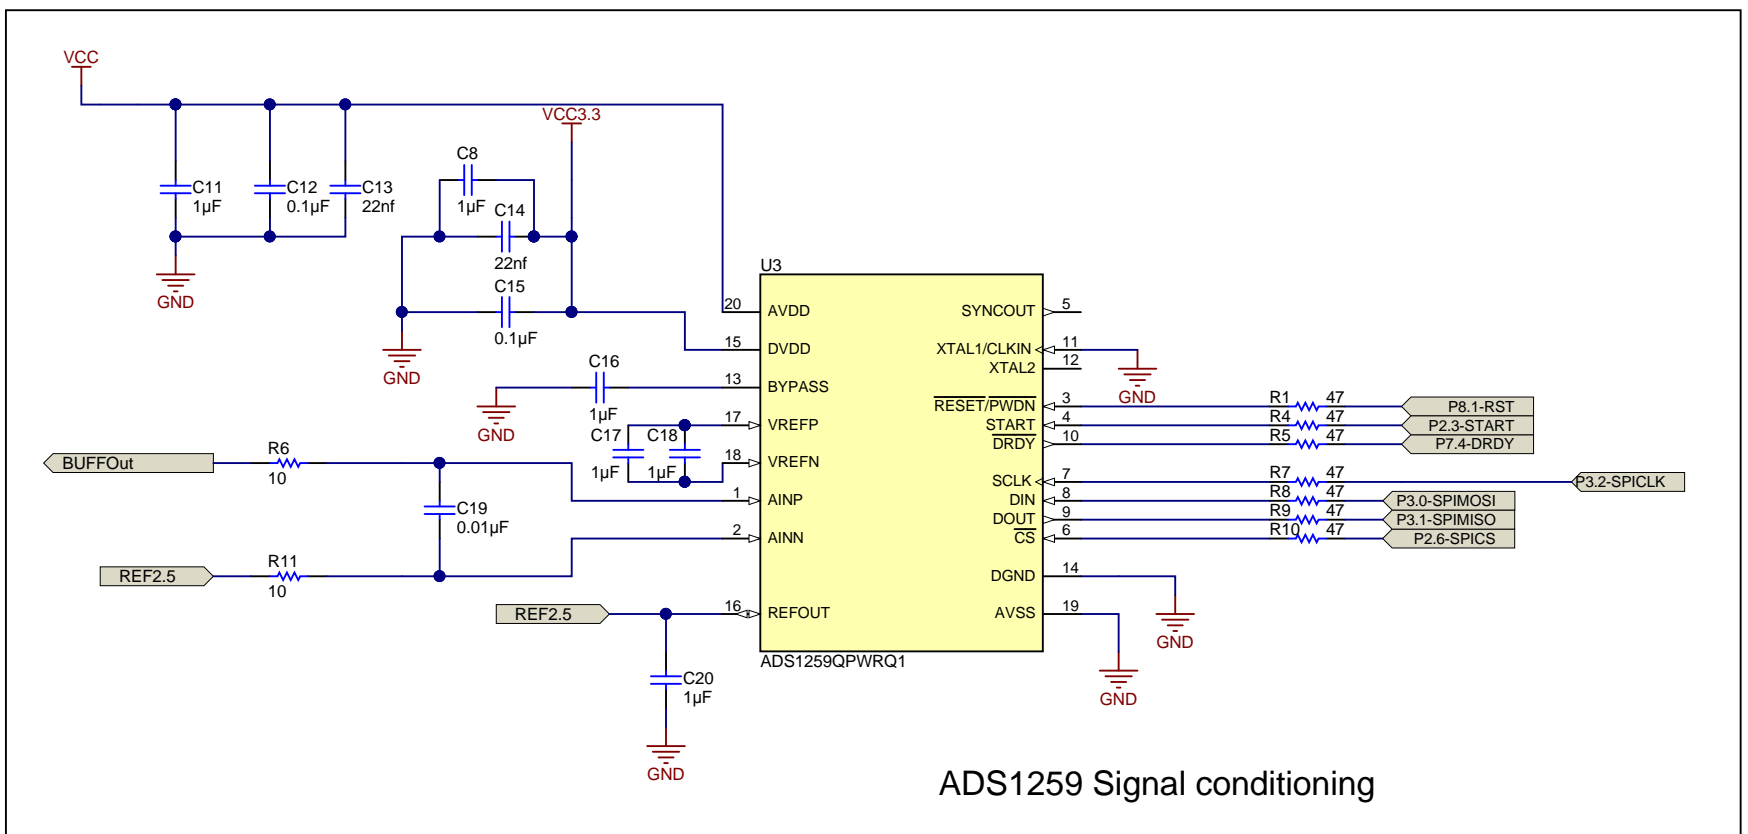 VCC
VCC3.3
C11
1µF
C12
0.1µF
C13
22nf
GND
C8
1µF
C14
22nf
C15
0.1µF
GND
U3
20 AVDD
15 DVDD
13 BYPASS
17 VREFP
18 VREFN
1 AINP
2 AINN
16 REFOUT
SYNCOUT 5
XTAL1/CLKIN 11
XTAL2 12
RESET/PWDN 3
START 4
DRDY 10
SCLK 7
DIN 8
DOUT 9
CS 6
DGND 14
AVSS 19
ADS1259QPWRQ1
C16
1µF
GND
C17
1µF
C18
1µF
BUFFOut
R6
10
C19
0.01µF
REF2.5
R11
10
REF2.5
C20
1µF
GND
GND
R1 47 P8.1-RST
R4 47 P2.3-START
R5 47 P7.4-DRDY
R7 47 P3.2-SPICLK
R8 47 P3.0-SPIMOSI
R9 47 P3.1-SPIMISO
R10 47 P2.6-SPICS
GND
GND
ADS1259 Signal conditioning